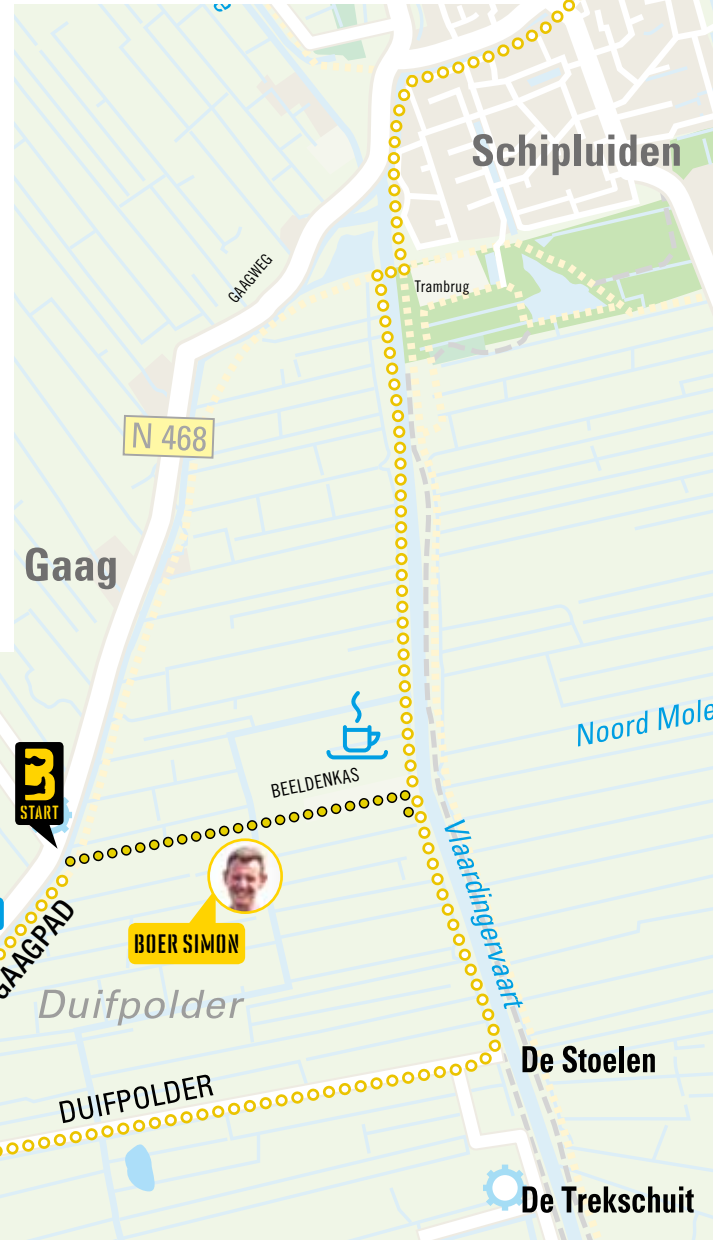 Schipluiden
GAAGWEG
Trambrug
N 468
Gaag
Noord Mole
3
START
BEELDENKAS
Vlaardingervaart
BOER SIMON
GAAGPAD
Duifpolder
De Stoelen
DUIFPOLDER
De Trekschuit